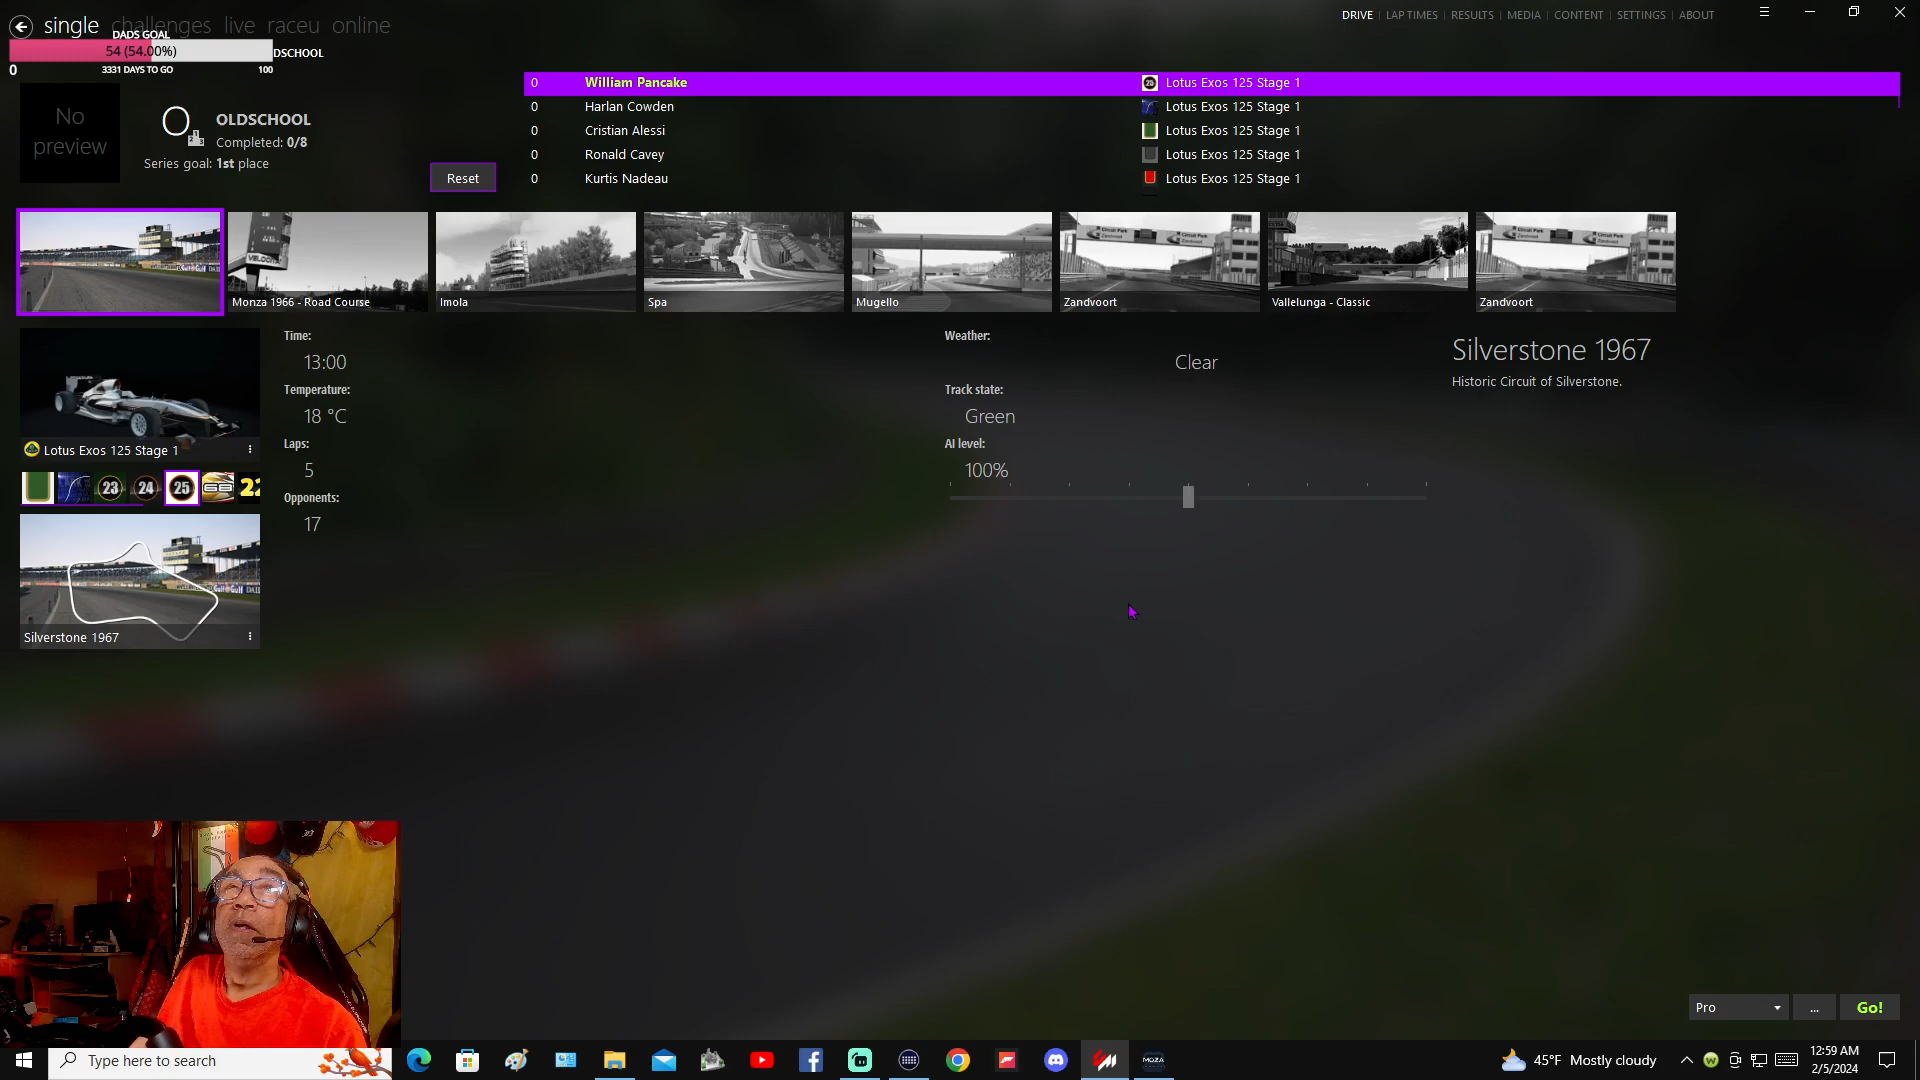 single challenges live raceu online
DRIVE | LAP TIMES | RESULTS | MEDIA | CONTENT | SETTINGS | ABOUT
DADS GOAL
54 (54.00%)
DSCHOOL
0 3331 DAYS TO GO 100
No
preview
OLDSCHOOL
Completed: 0/8
Series goal: 1st place
Reset
0 William Pancake 25 Lotus Exos 125 Stage 1
0 Harlan Cowden Lotus Exos 125 Stage 1
0 Cristian Alessi Lotus Exos 125 Stage 1
0 Ronald Cavey Lotus Exos 125 Stage 1
0 Kurtis Nadeau Lotus Exos 125 Stage 1
Monza 1966 - Road Course
Imola
Spa
Mugello
Zandvoort
Vallelunga - Classic
Zandvoort
Time:
13:00
Temperature:
18 °C
Laps:
5
Opponents:
17
Weather:
Clear
Track state:
Green
AI level:
100%
Silverstone 1967
Historic Circuit of Silverstone.
Lotus Exos 125 Stage 1
23 24 25 68 22
Silverstone 1967
Pro ... Go!
Type here to search
MOZA
45°F Mostly cloudy
12:59 AM
2/5/2024